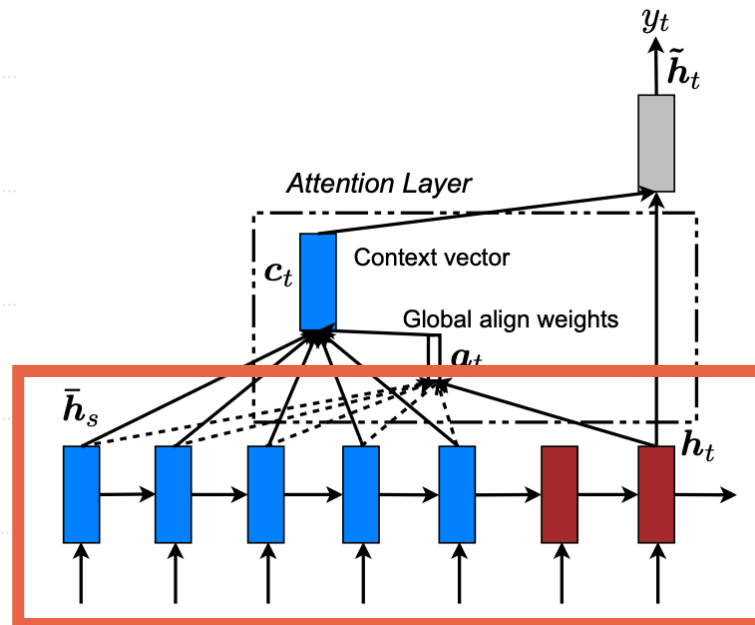 y_t
h̃_t
Attention Layer
c_t
Context vector
Global align weights
a_t
h̄_s
h_t